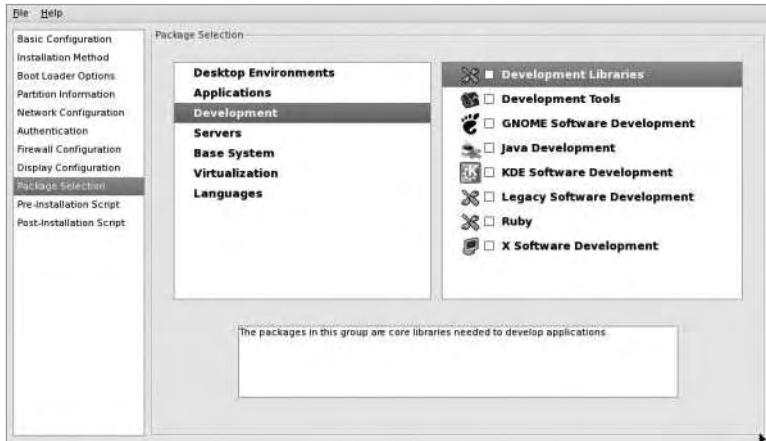 File Help
Basic Configuration
Installation Method
Boot Loader Options
Partition Information
Network Configuration
Authentication
Firewall Configuration
Display Configuration
Package Selection
Pre-Installation Script
Post-Installation Script
Package Selection
Desktop Environments
Applications
Development
Servers
Base System
Virtualization
Languages
Development Libraries
Development Tools
GNOME Software Development
Java Development
KDE Software Development
Legacy Software Development
Ruby
X Software Development
The packages in this group are core libraries needed to develop applications.